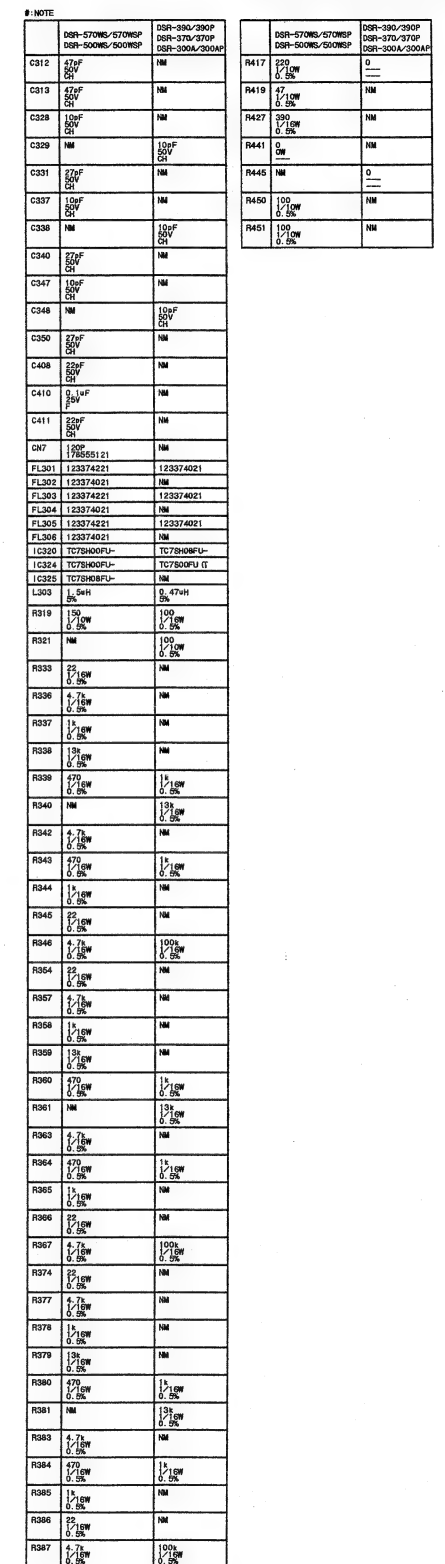 #:NOTE
DSR-570WS/570WSP
DSR-500WS/500WSP
DSR-390/390P
DSR-370/370P
DSR-300A/300AP
C312 47pF 50V CH NM
C313 47pF 50V CH NM
C328 10pF 50V CH NM
C329 NM 10pF 50V CH
C331 27pF 50V CH NM
C337 10pF 50V CH NM
C338 NM 10pF 50V CH
C340 27pF 50V CH NM
C347 10pF 50V CH NM
C348 NM 10pF 50V CH
C350 27pF 50V CH NM
C408 22pF 50V CH NM
C410 0.1uF 25V F NM
C411 22pF 50V CH NM
CN7 120P 178555121 NM
FL301 123374221 123374021
FL302 123374021 NM
FL303 123374221 123374021
FL304 123374021 NM
FL305 123374221 123374021
FL306 123374021 NM
IC320 TC7SH00FU- TC7SH08FU-
IC324 TC7SH00FU- TC7S00FU (T
IC325 TC7SH08FU- NM
L303 1.5uH 5% 0.47uH 5%
R319 150 1/10W 0.5% 100 1/16W 0.5%
R321 NM 100 1/10W 0.5%
R333 22 1/16W 0.5% NM
R336 4.7k 1/16W 0.5% NM
R337 1k 1/16W 0.5% NM
R338 13k 1/16W 0.5% NM
R339 470 1/16W 0.5% 1k 1/16W 0.5%
R340 NM 13k 1/16W 0.5%
R342 4.7k 1/16W 0.5% NM
R343 470 1/16W 0.5% 1k 1/16W 0.5%
R344 1k 1/16W 0.5% NM
R345 22 1/16W 0.5% NM
R346 4.7k 1/16W 0.5% 100k 1/16W 0.5%
R354 22 1/16W 0.5% NM
R357 4.7k 1/16W 0.5% NM
R358 1k 1/16W 0.5% NM
R359 13k 1/16W 0.5% NM
R360 470 1/16W 0.5% 1k 1/16W 0.5%
R361 NM 13k 1/16W 0.5%
R363 4.7k 1/16W 0.5% NM
R364 470 1/16W 0.5% 1k 1/16W 0.5%
R365 1k 1/16W 0.5% NM
R366 22 1/16W 0.5% NM
R367 4.7k 1/16W 0.5% 100k 1/16W 0.5%
R374 22 1/16W 0.5% NM
R377 4.7k 1/16W 0.5% NM
R378 1k 1/16W 0.5% NM
R379 13k 1/16W 0.5% NM
R380 470 1/16W 0.5% 1k 1/16W 0.5%
R381 NM 13k 1/16W 0.5%
R383 4.7k 1/16W 0.5% NM
R384 470 1/16W 0.5% 1k 1/16W 0.5%
R385 1k 1/16W 0.5% NM
R386 22 1/16W 0.5% NM
R387 4.7k 1/16W 0.5% 100k 1/16W 0.5%
DSR-570WS/570WSP
DSR-500WS/500WSP
DSR-390/390P
DSR-370/370P
DSR-300A/300AP
R417 220 1/10W 0.5% 0 --- ---
R419 47 1/10W 0.5% NM
R427 390 1/16W 0.5% NM
R441 0 0W --- NM
R445 NM 0 --- ---
R450 100 1/10W 0.5% NM
R451 100 1/10W 0.5% NM